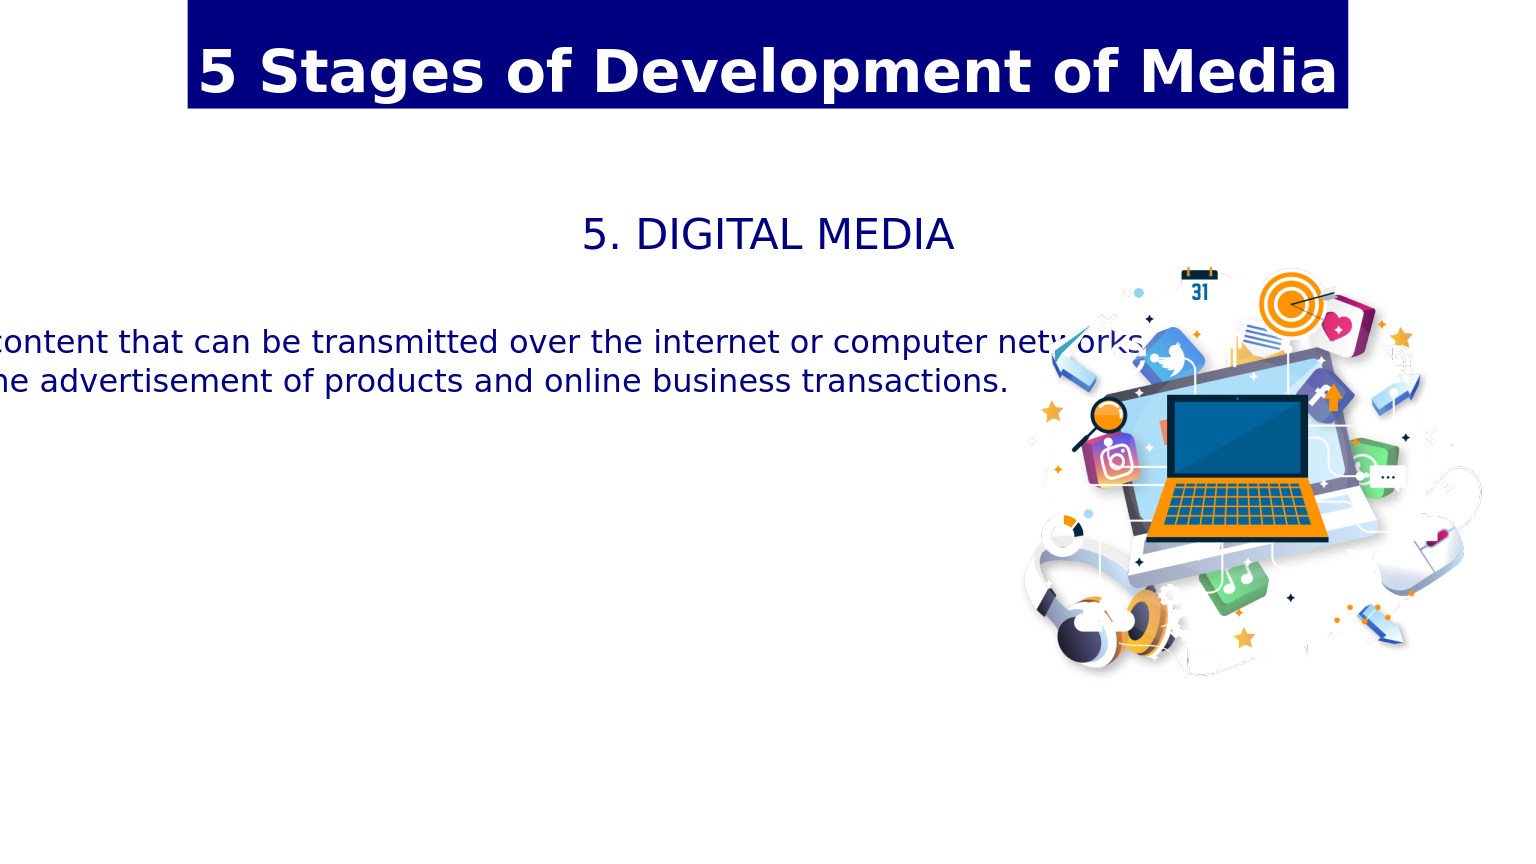 5 Stages of Development of Media
5. DIGITAL MEDIA
content that can be transmitted over the internet or computer networks
advertisement of products and online business transactions.
31